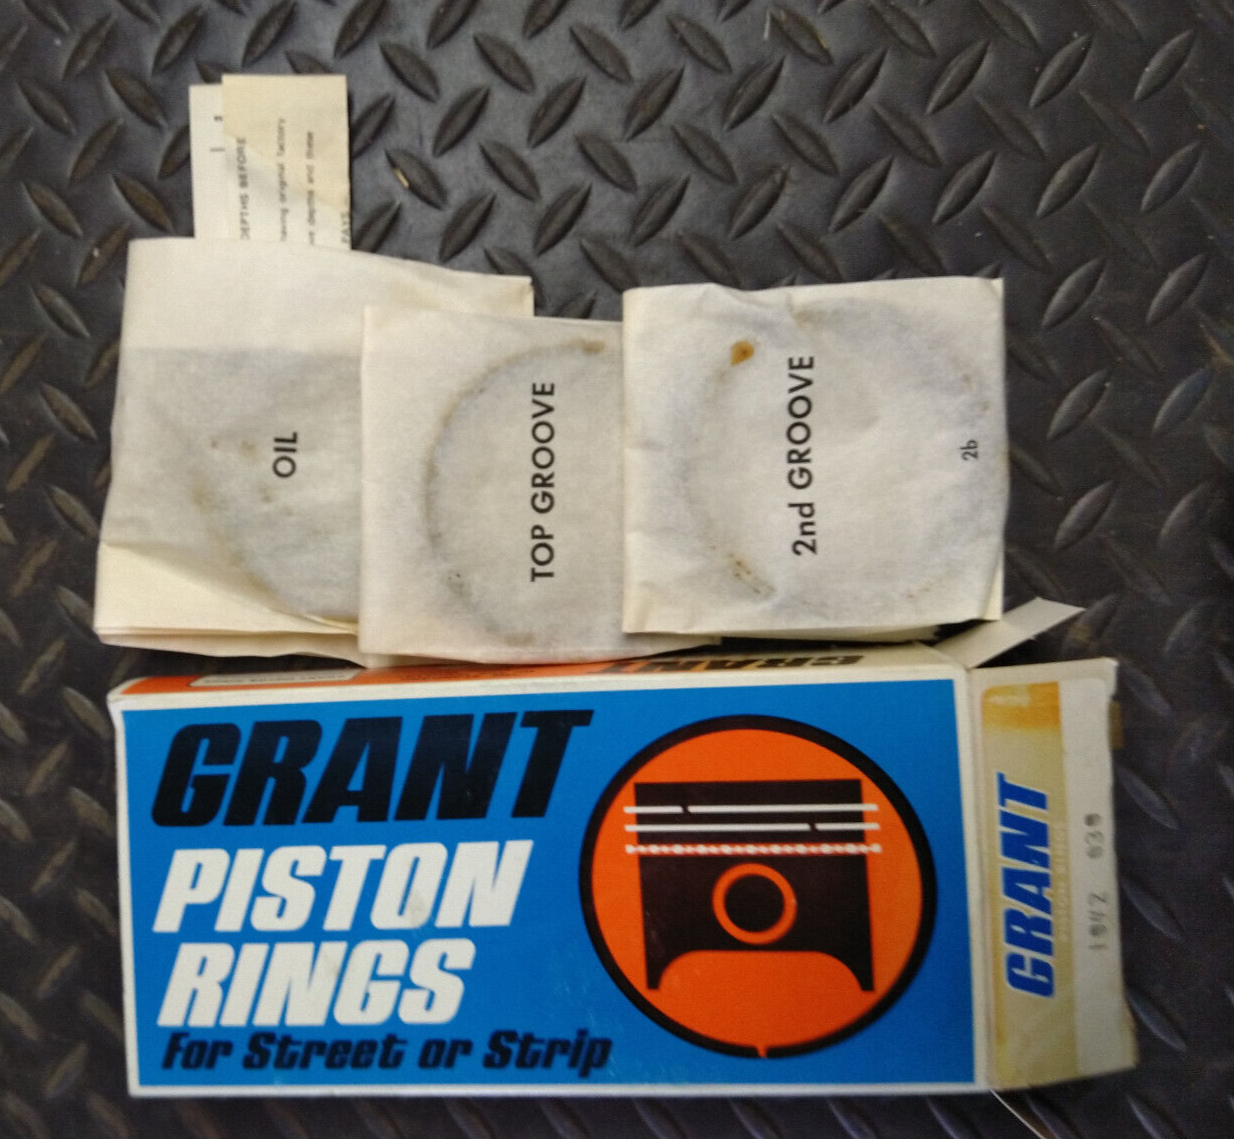 DEPTHS BEFORE
having original factory
depths and these
OIL
TOP GROOVE
2nd GROOVE
2b
GRANT
GRANT
PISTON
RINGS
For Street or Strip
GRANT